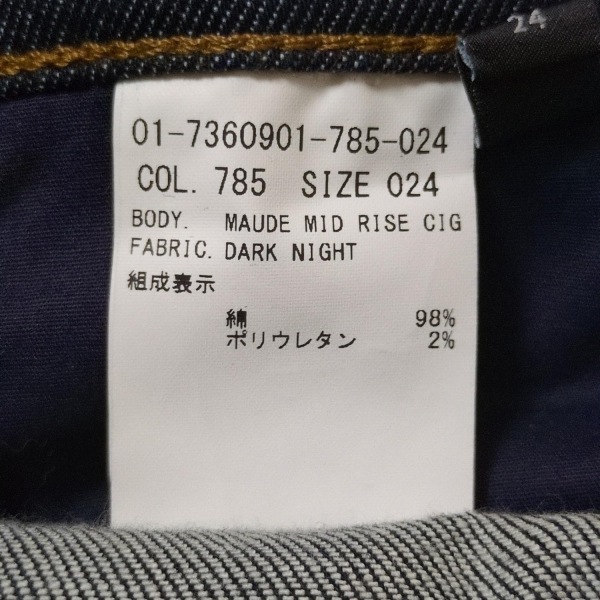 24
01-7360901-785-024
COL. 785 SIZE 024
BODY. MAUDE MID RISE CIG
FABRIC. DARK NIGHT
組成表示
綿 98%
ポリウレタン 2%